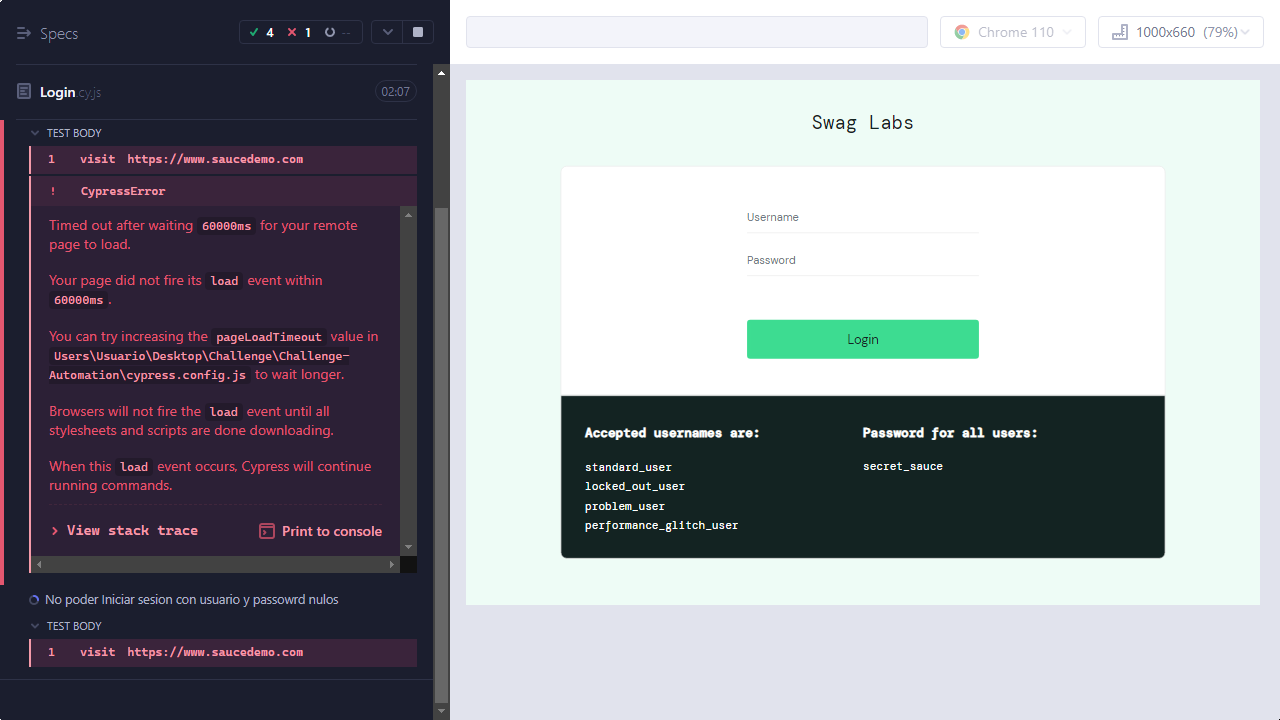 Specs
4
1
--
Chrome 110
1000x660 (79%)
Login.cy.js
02:07
TEST BODY
1 visit https://www.saucedemo.com
! CypressError
Timed out after waiting 60000ms for your remote
page to load.
Your page did not fire its load event within
60000ms.
You can try increasing the pageLoadTimeout value in
Users\Usuario\Desktop\Challenge\Challenge-
Automation\cypress.config.js to wait longer.
Browsers will not fire the load event until all
stylesheets and scripts are done downloading.
When this load event occurs, Cypress will continue
running commands.
View stack trace
Print to console
No poder Iniciar sesion con usuario y passowrd nulos
TEST BODY
1 visit https://www.saucedemo.com
Swag Labs
Username
Password
Login
Accepted usernames are:
standard_user
locked_out_user
problem_user
performance_glitch_user
Password for all users:
secret_sauce